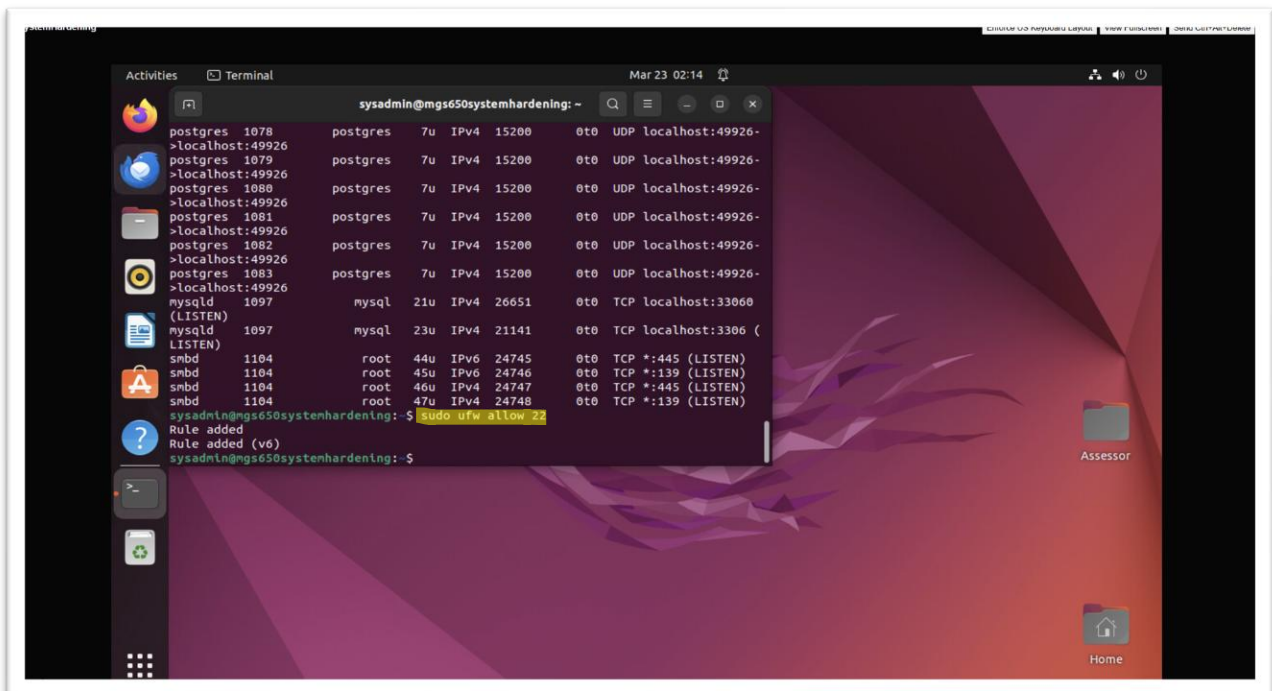 ystemHardening
Enforce US Keyboard Layout View Fullscreen Send Ctrl+Alt+Delete
Activities Terminal Mar 23 02:14
sysadmin@mgs650systemhardening: ~
postgres 1078 postgres 7u IPv4 15200 0t0 UDP localhost:49926-
>localhost:49926
postgres 1079 postgres 7u IPv4 15200 0t0 UDP localhost:49926-
>localhost:49926
postgres 1080 postgres 7u IPv4 15200 0t0 UDP localhost:49926-
>localhost:49926
postgres 1081 postgres 7u IPv4 15200 0t0 UDP localhost:49926-
>localhost:49926
postgres 1082 postgres 7u IPv4 15200 0t0 UDP localhost:49926-
>localhost:49926
postgres 1083 postgres 7u IPv4 15200 0t0 UDP localhost:49926-
>localhost:49926
mysqld 1097 mysql 21u IPv4 26651 0t0 TCP localhost:33060
(LISTEN)
mysqld 1097 mysql 23u IPv4 21141 0t0 TCP localhost:3306 (
LISTEN)
smbd 1104 root 44u IPv6 24745 0t0 TCP *:445 (LISTEN)
smbd 1104 root 45u IPv6 24746 0t0 TCP *:139 (LISTEN)
smbd 1104 root 46u IPv4 24747 0t0 TCP *:445 (LISTEN)
smbd 1104 root 47u IPv4 24748 0t0 TCP *:139 (LISTEN)
sysadmin@mgs650systemhardening:~$ sudo ufw allow 22
Rule added
Rule added (v6)
sysadmin@mgs650systemhardening:~$
Assessor
Home